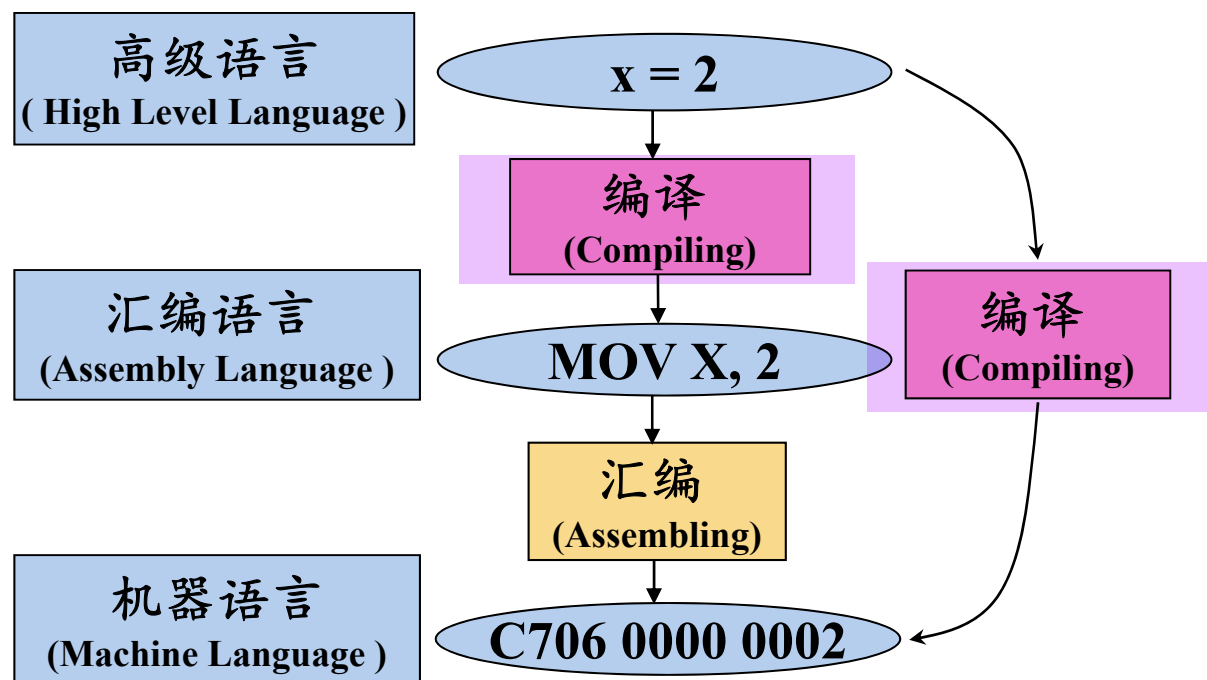 高级语言
( High Level Language )
x = 2
编译
(Compiling)
汇编语言
(Assembly Language )
MOV X, 2
编译
(Compiling)
汇编
(Assembling)
机器语言
(Machine Language )
C706 0000 0002